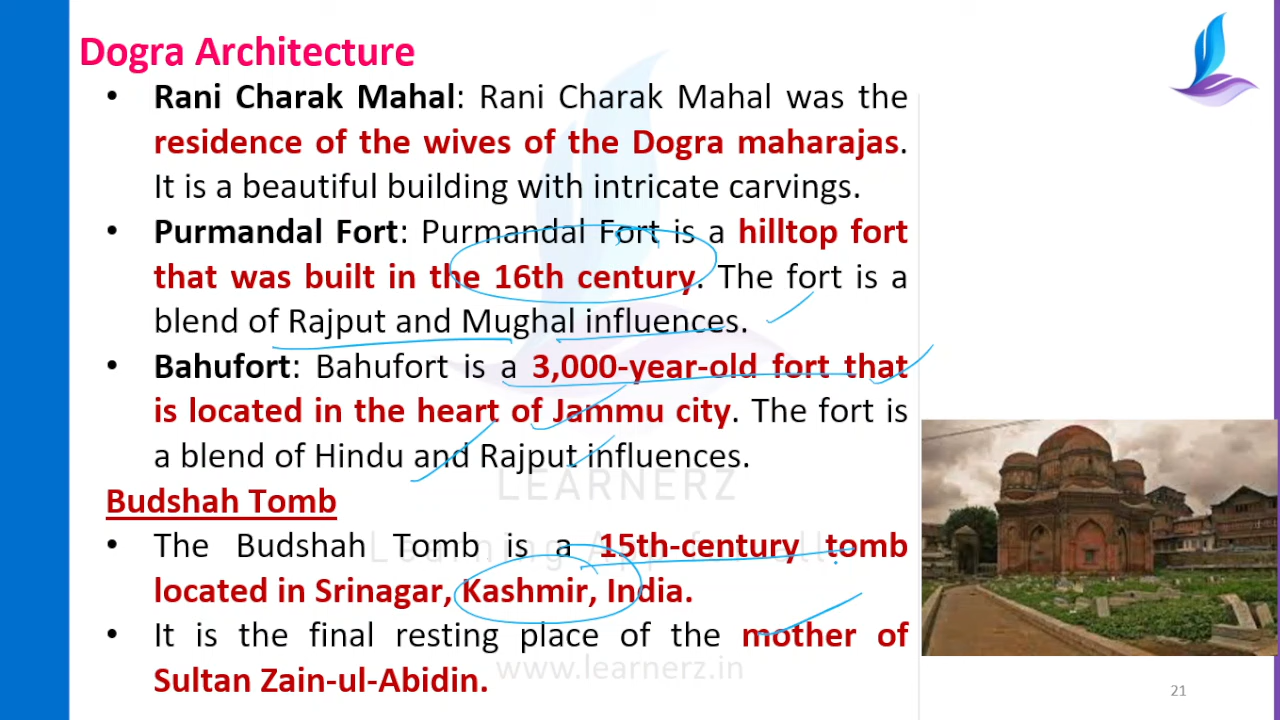 Dogra Architecture
• Rani Charak Mahal: Rani Charak Mahal was the
residence of the wives of the Dogra maharajas.
It is a beautiful building with intricate carvings.
• Purmandal Fort: Purmandal Fort is a hilltop fort
that was built in the 16th century. The fort is a
blend of Rajput and Mughal influences.
• Bahufort: Bahufort is a 3,000-year-old fort that
is located in the heart of Jammu city. The fort is
a blend of Hindu and Rajput influences.
LEARNERZ
Budshah Tomb
Learning App for all
• The Budshah Tomb is a 15th-century tomb
located in Srinagar, Kashmir, India.
• It is the final resting place of the mother of
www.learnerz.in
Sultan Zain-ul-Abidin.
21